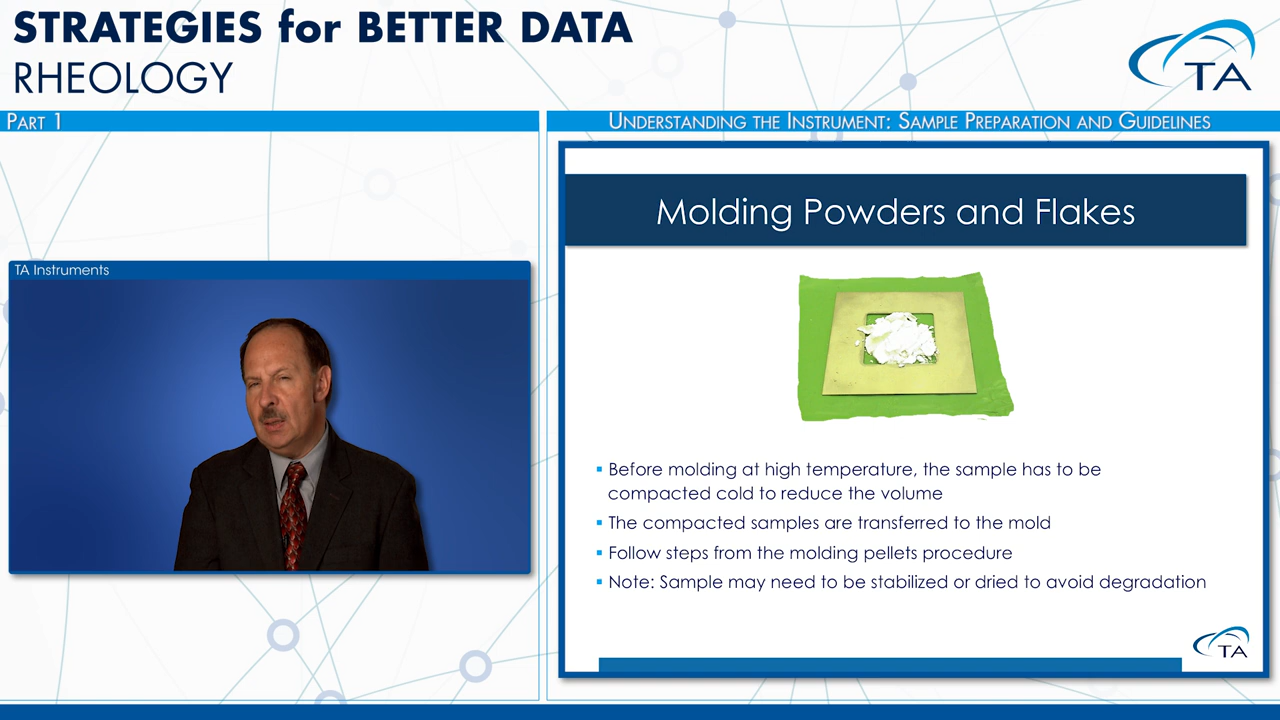 STRATEGIES for BETTER DATA
RHEOLOGY
TA
PART 1
UNDERSTANDING THE INSTRUMENT: SAMPLE PREPARATION AND GUIDELINES
TA Instruments
Molding Powders and Flakes
▪ Before molding at high temperature, the sample has to be
compacted cold to reduce the volume
▪ The compacted samples are transferred to the mold
▪ Follow steps from the molding pellets procedure
▪ Note: Sample may need to be stabilized or dried to avoid degradation
TA